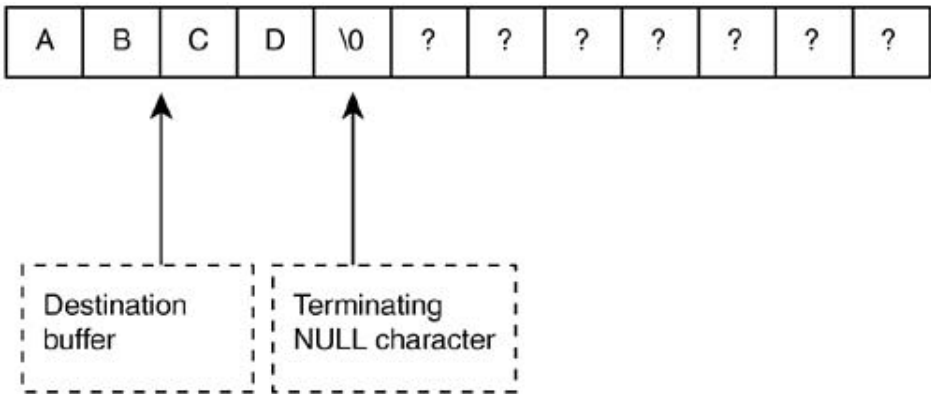 A B C D \0 ? ? ? ? ? ? ?
Destination
buffer
Terminating
NULL character